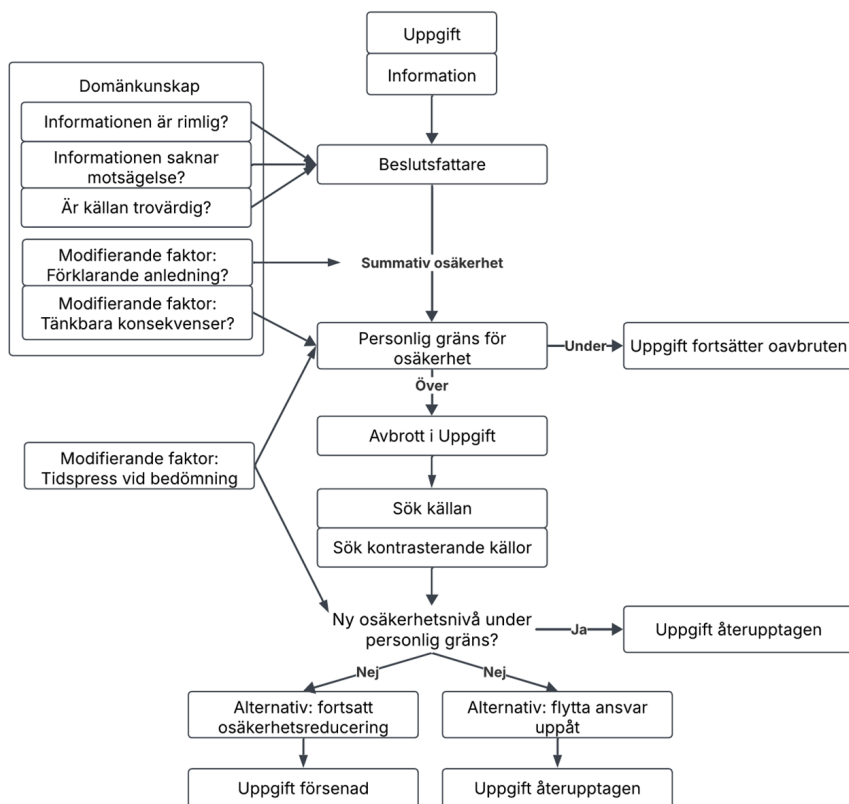 Uppgift
Information
Domänkunskap
Informationen är rimlig?
Informationen saknar
motsägelse?
Är källan trovärdig?
Beslutsfattare
Modifierande faktor:
Förklarande anledning?
Summativ osäkerhet
Modifierande faktor:
Tänkbara konsekvenser?
Personlig gräns för
osäkerhet
Under
Uppgift fortsätter oavbruten
Över
Avbrott i Uppgift
Modifierande faktor:
Tidspress vid bedömning
Sök källan
Sök kontrasterande källor
Ny osäkerhetsnivå under
personlig gräns?
Ja
Uppgift återupptagen
Nej
Nej
Alternativ: fortsatt
osäkerhetsreducering
Alternativ: flytta ansvar
uppåt
Uppgift försenad
Uppgift återupptagen